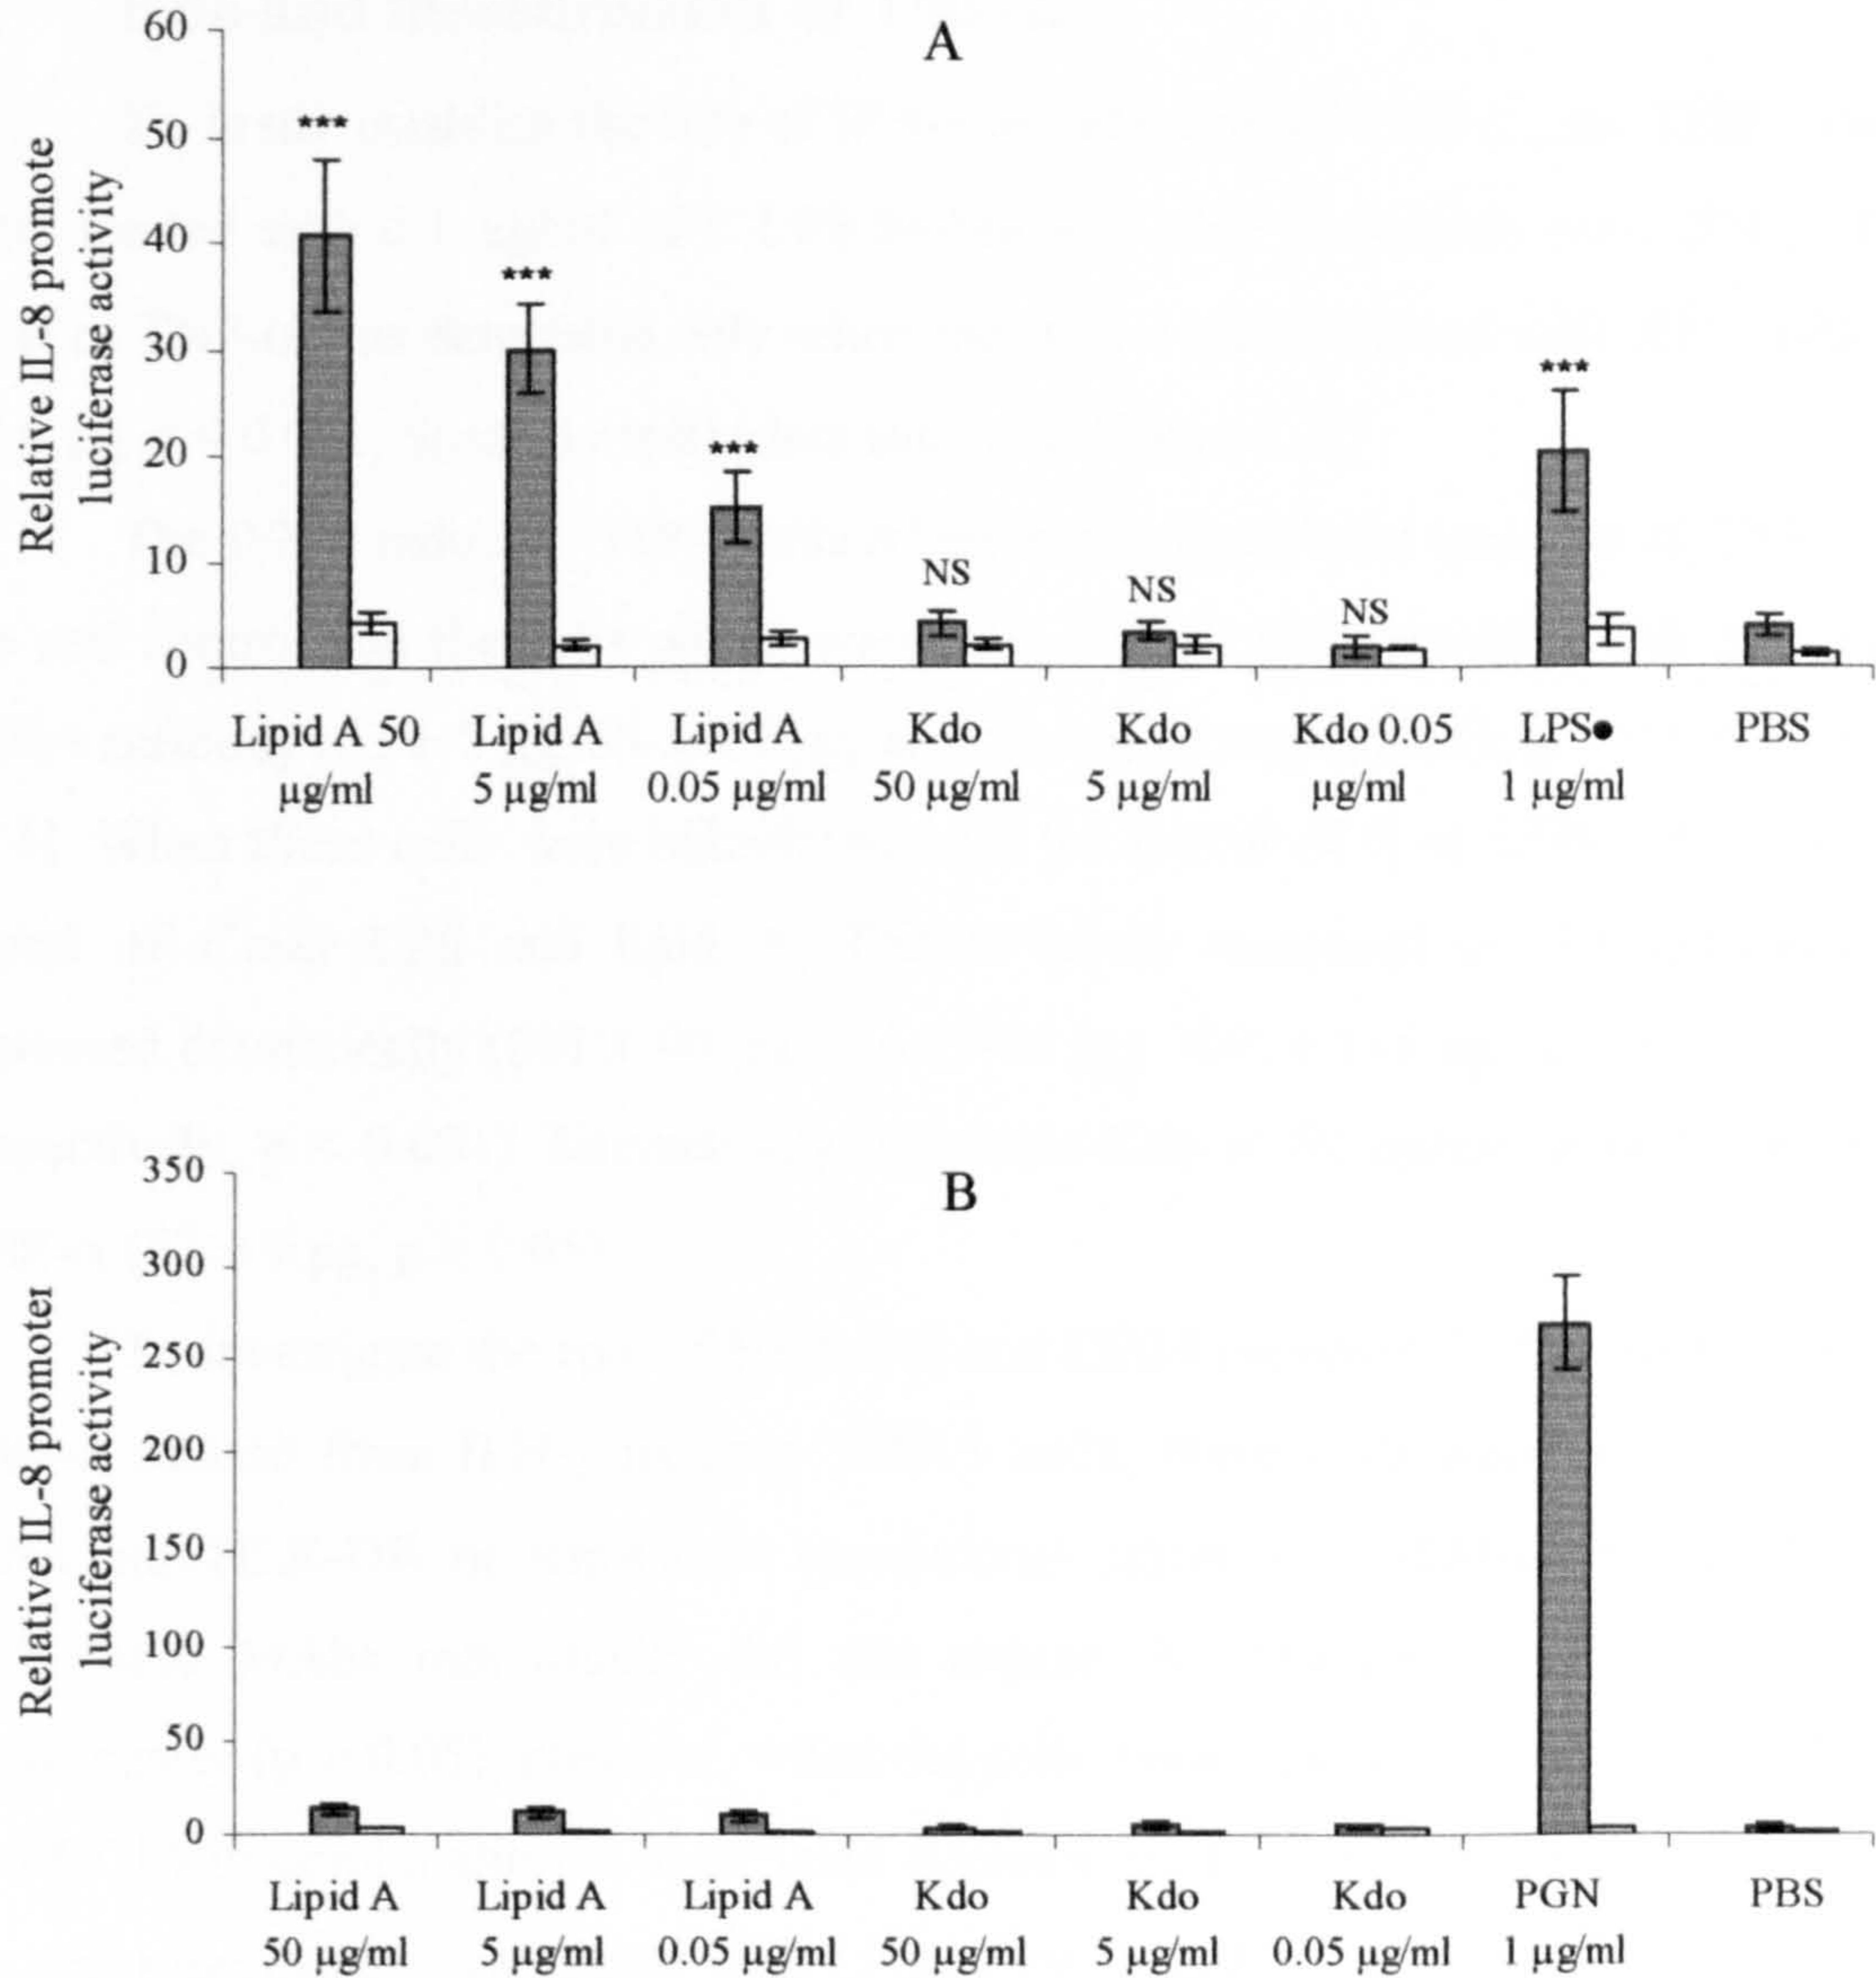 A
60
50
40
30
20
10
0
Relative IL-8 promote
luciferase activity
***
***
***
NS
NS
NS
***
Lipid A 50
µg/ml
Lipid A
5 µg/ml
Lipid A
0.05 µg/ml
Kdo
50 µg/ml
Kdo
5 µg/ml
Kdo 0.05
µg/ml
LPS●
1 µg/ml
PBS
B
350
300
250
200
150
100
50
0
Relative IL-8 promoter
luciferase activity
Lipid A
50 µg/ml
Lipid A
5 µg/ml
Lipid A
0.05 µg/ml
Kdo
50 µg/ml
Kdo
5 µg/ml
Kdo
0.05 µg/ml
PGN
1 µg/ml
PBS